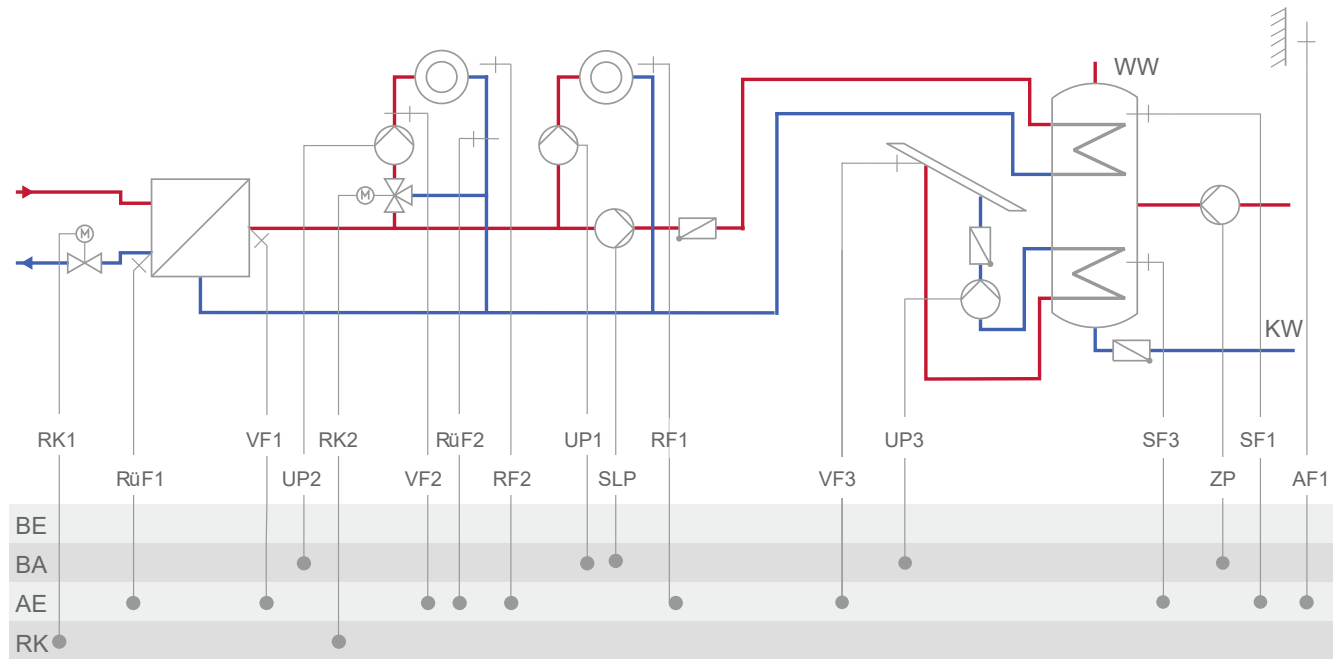 WW
M
M
KW
RK1 VF1 RK2 RüF2 UP1 RF1 UP3 SF3 SF1
RüF1 UP2 VF2 RF2 SLP VF3 ZP AF1
BE
BA
AE
RK